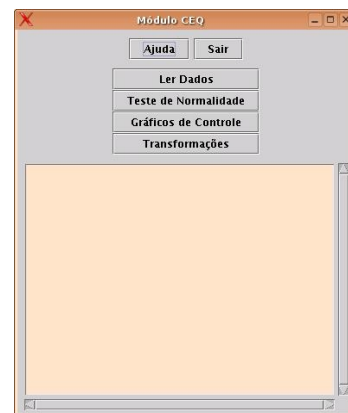 Módulo CEQ
Ajuda Sair
Ler Dados
Teste de Normalidade
Gráficos de Controle
Transformações